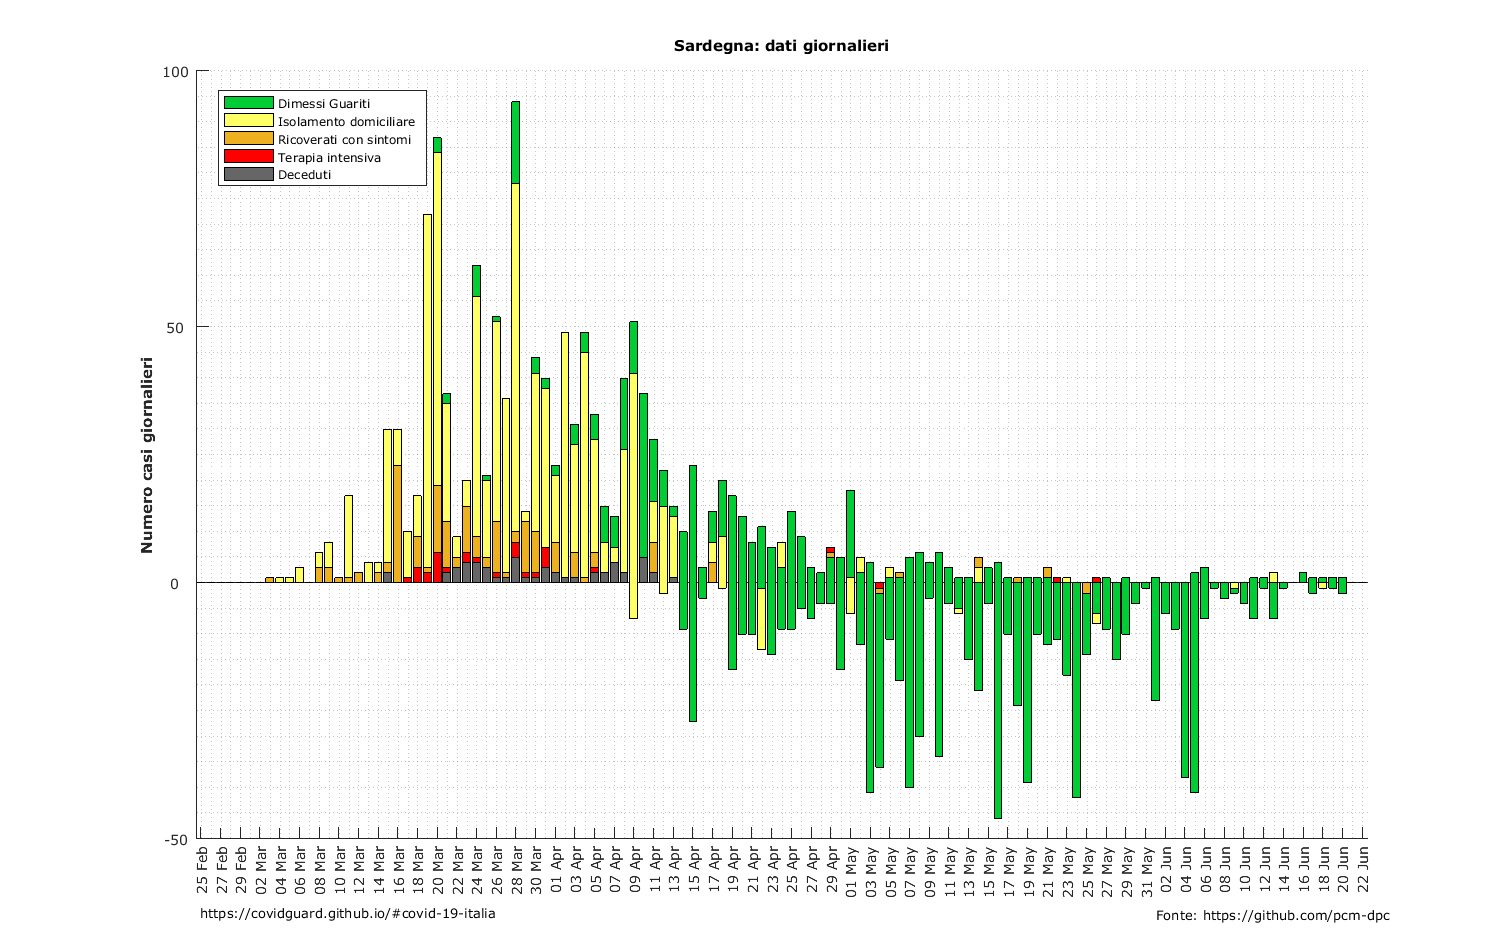 Sardegna: dati giornalieri
Numero casi giornalieri
100
50
0
-50
Dimessi Guariti
Isolamento domiciliare
Ricoverati con sintomi
Terapia intensiva
Deceduti
25 Feb
27 Feb
29 Feb
02 Mar
04 Mar
06 Mar
08 Mar
10 Mar
12 Mar
14 Mar
16 Mar
18 Mar
20 Mar
22 Mar
24 Mar
26 Mar
28 Mar
30 Mar
01 Apr
03 Apr
05 Apr
07 Apr
09 Apr
11 Apr
13 Apr
15 Apr
17 Apr
19 Apr
21 Apr
23 Apr
25 Apr
27 Apr
29 Apr
01 May
03 May
05 May
07 May
09 May
11 May
13 May
15 May
17 May
19 May
21 May
23 May
25 May
27 May
29 May
31 May
02 Jun
04 Jun
06 Jun
08 Jun
10 Jun
12 Jun
14 Jun
16 Jun
18 Jun
20 Jun
22 Jun
https://covidguard.github.io/#covid-19-italia
Fonte: https://github.com/pcm-dpc